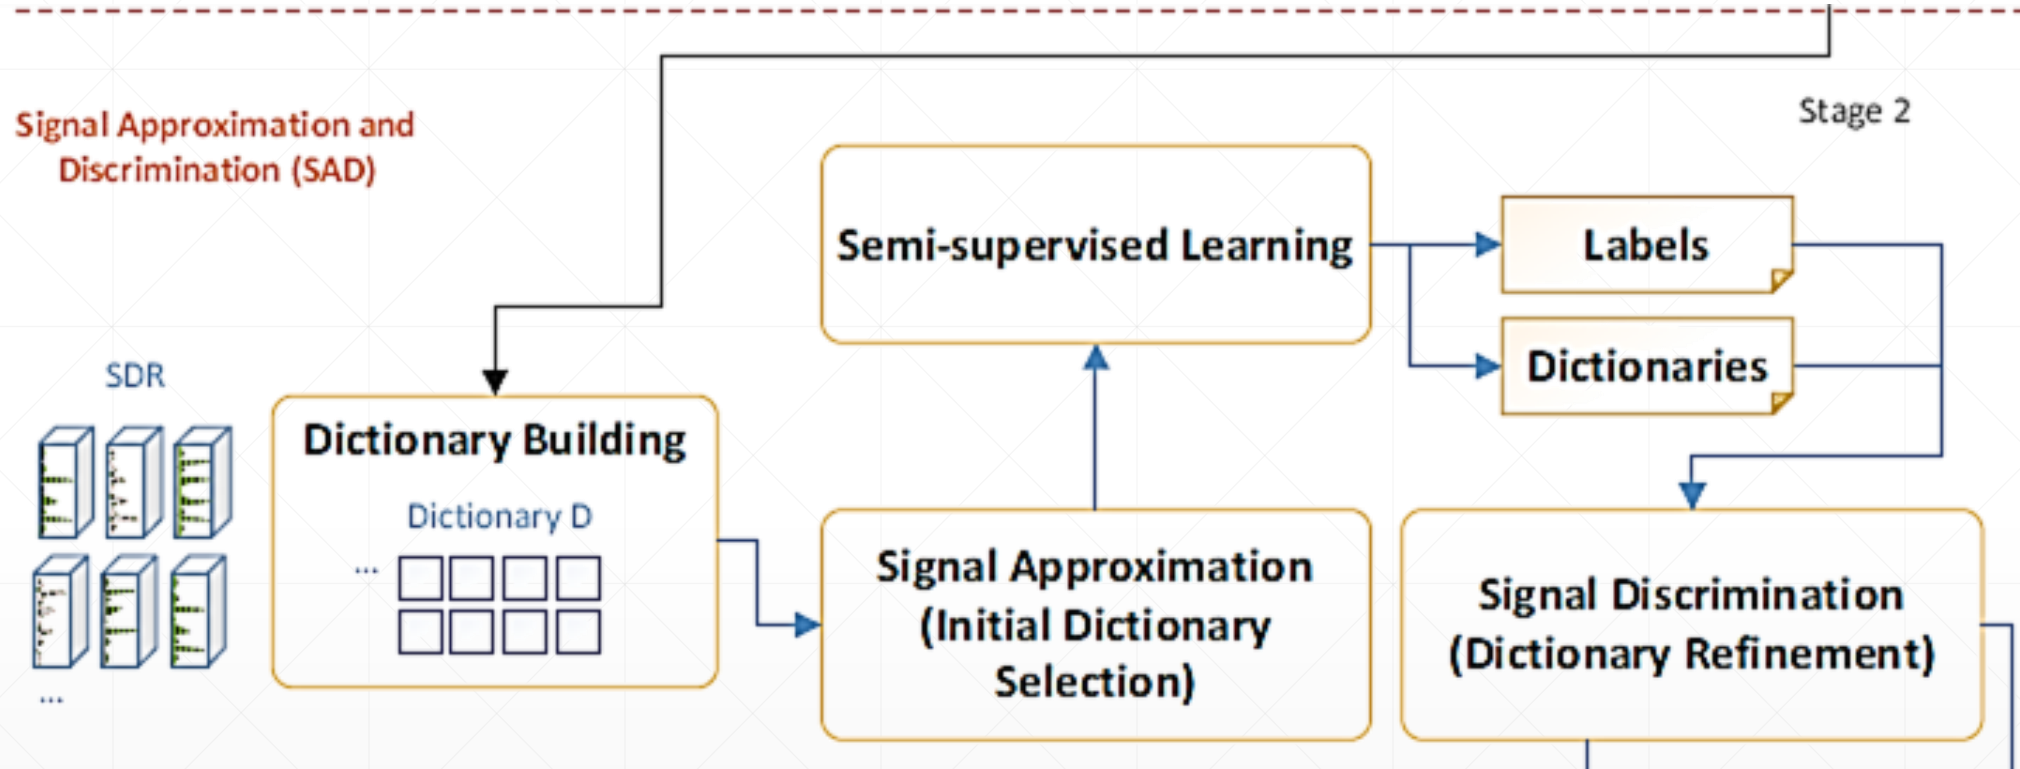 Signal Approximation and
Discrimination (SAD)
Stage 2
Semi-supervised Learning
Labels
Dictionaries
SDR
...
Dictionary Building
Dictionary D
...
Signal Approximation
(Initial Dictionary
Selection)
Signal Discrimination
(Dictionary Refinement)